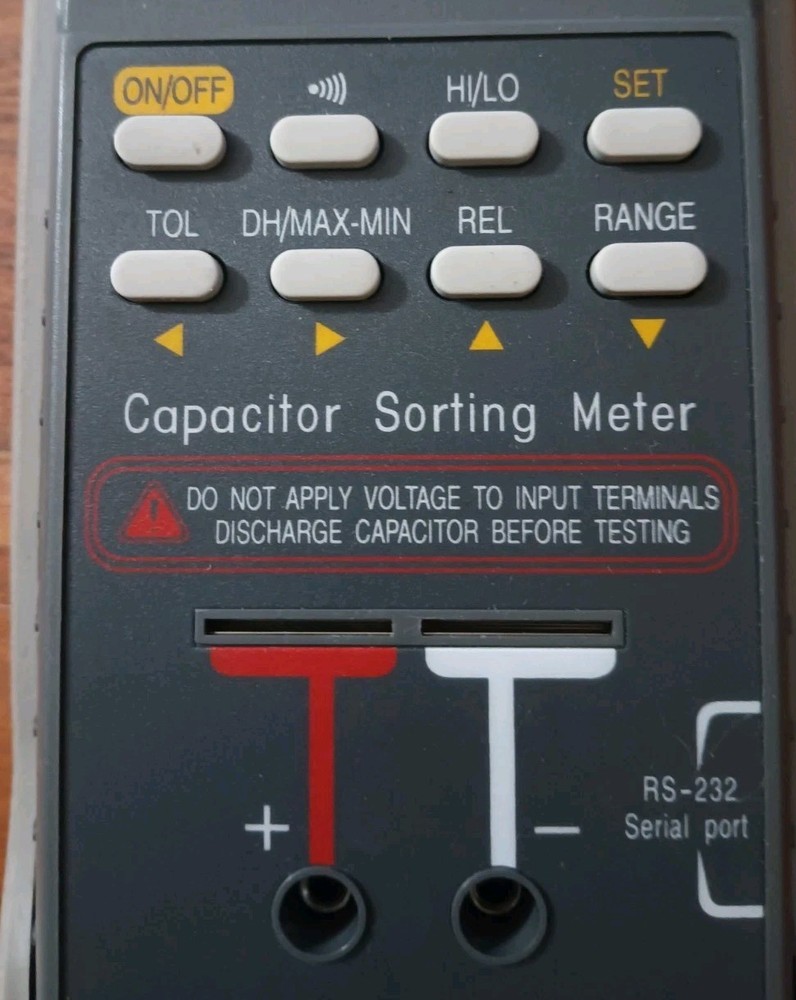 ON/OFF HI/LO SET
TOL DH/MAX-MIN REL RANGE
Capacitor Sorting Meter
DO NOT APPLY VOLTAGE TO INPUT TERMINALS
DISCHARGE CAPACITOR BEFORE TESTING
RS-232
Serial port
+ −